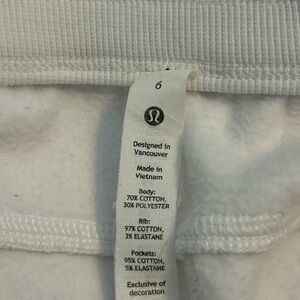 6
Designed in
Vancouver
Made in
Vietnam
Body:
70% COTTON,
30% POLYESTER
Rib:
97% COTTON,
3% ELASTANE
Pockets:
95% COTTON,
5% ELASTANE
Exclusive of
decoration